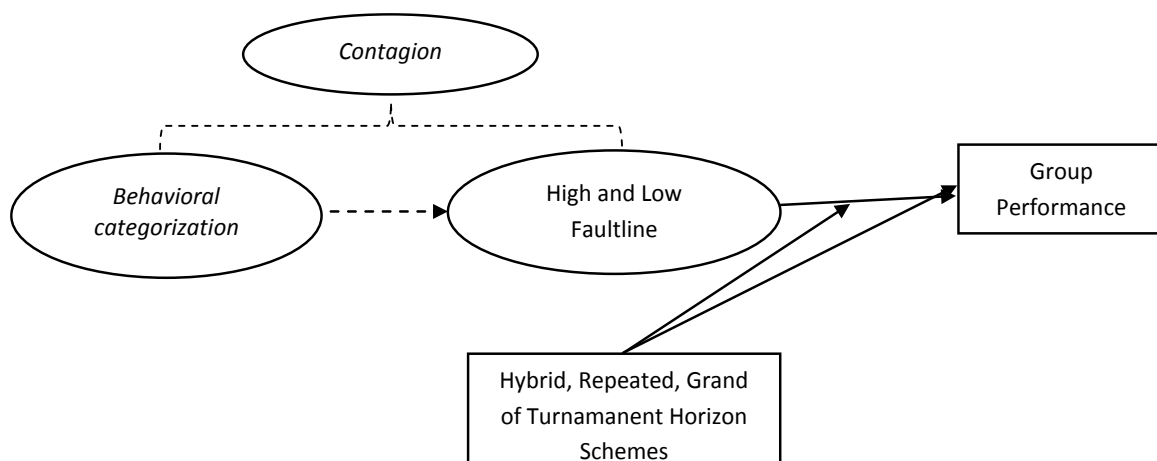 Contagion
Behavioral
categorization
High and Low
Faultline
Group
Performance
Hybrid, Repeated, Grand
of Turnamanent Horizon
Schemes